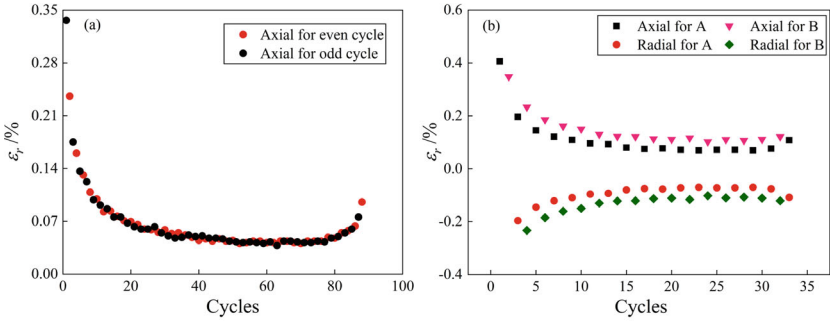 (a)
Axial for even cycle
Axial for odd cycle
εr /%
0.35
0.28
0.21
0.14
0.07
0.00
0
20
40
60
80
100
Cycles
(b)
Axial for A
Axial for B
Radial for A
Radial for B
εr /%
0.6
0.4
0.2
0.0
-0.2
-0.4
0
5
10
15
20
25
30
35
Cycles